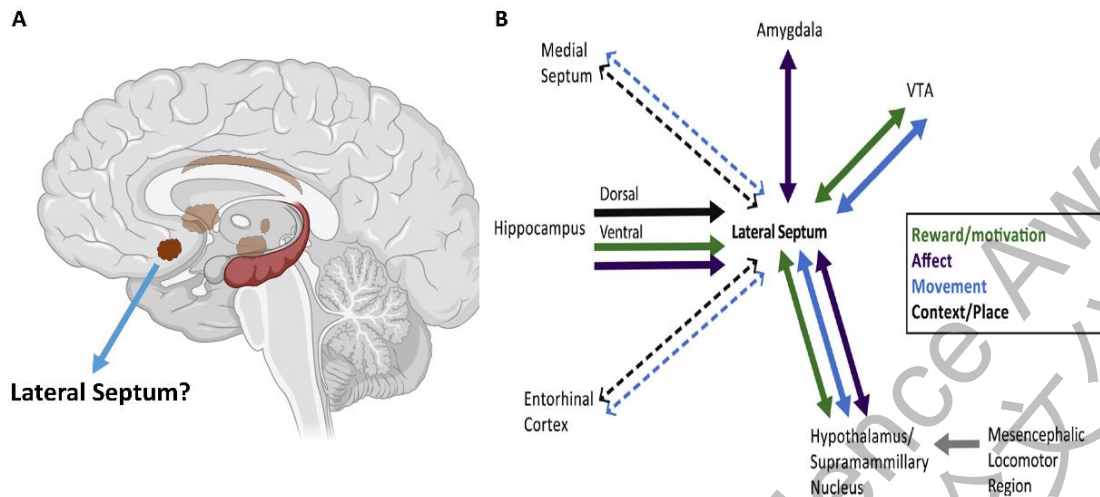 A
Lateral Septum?
B
Medial
Septum
Amygdala
VTA
Hippocampus
Dorsal
Ventral
Lateral Septum
Reward/motivation
Affect
Movement
Context/Place
Entorhinal
Cortex
Hypothalamus/
Supramammillary
Nucleus
Mesencephalic
Locomotor
Region